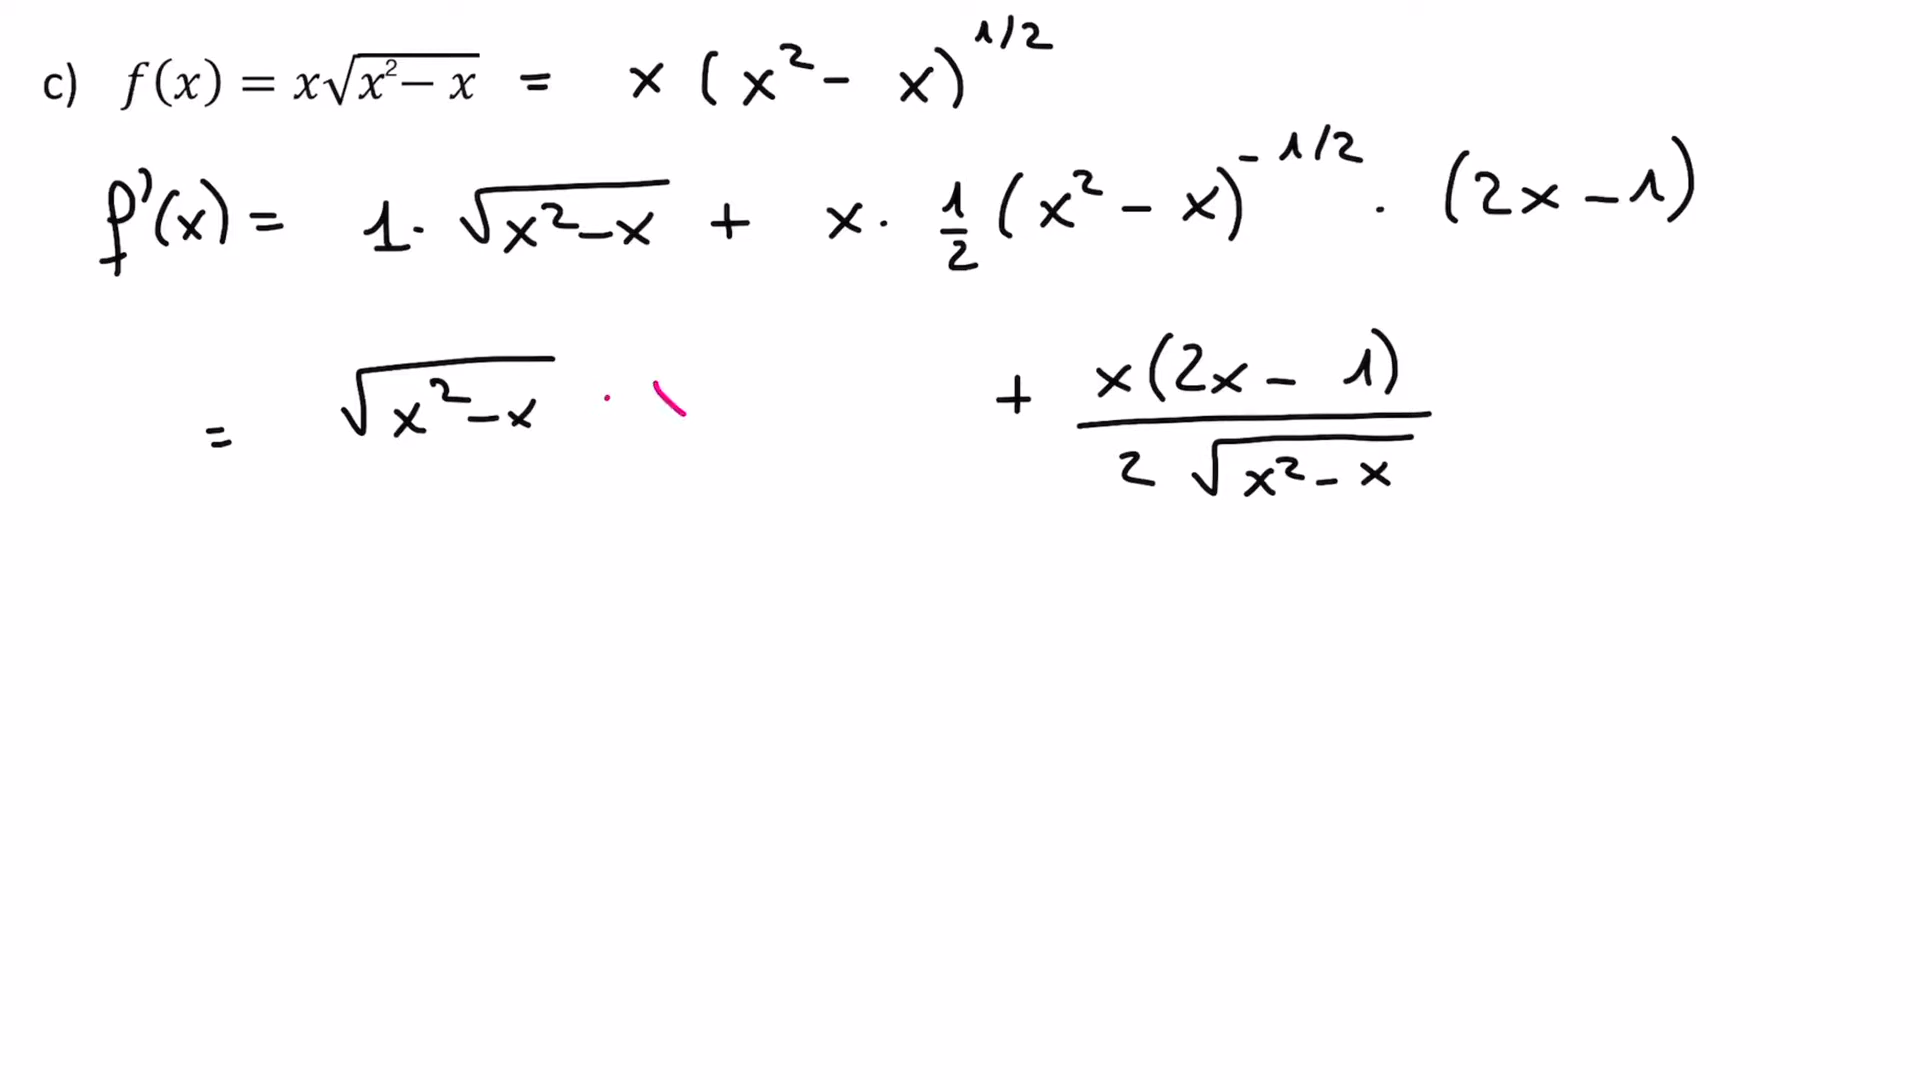 c) f(x) = x√(x² − x) = x (x² − x)^1/2
f'(x) = 1 · √(x² − x) + x · 1/2 (x² − x)^−1/2 · (2x − 1)
= √(x² − x) · \ + x(2x − 1) / 2 √(x² − x)